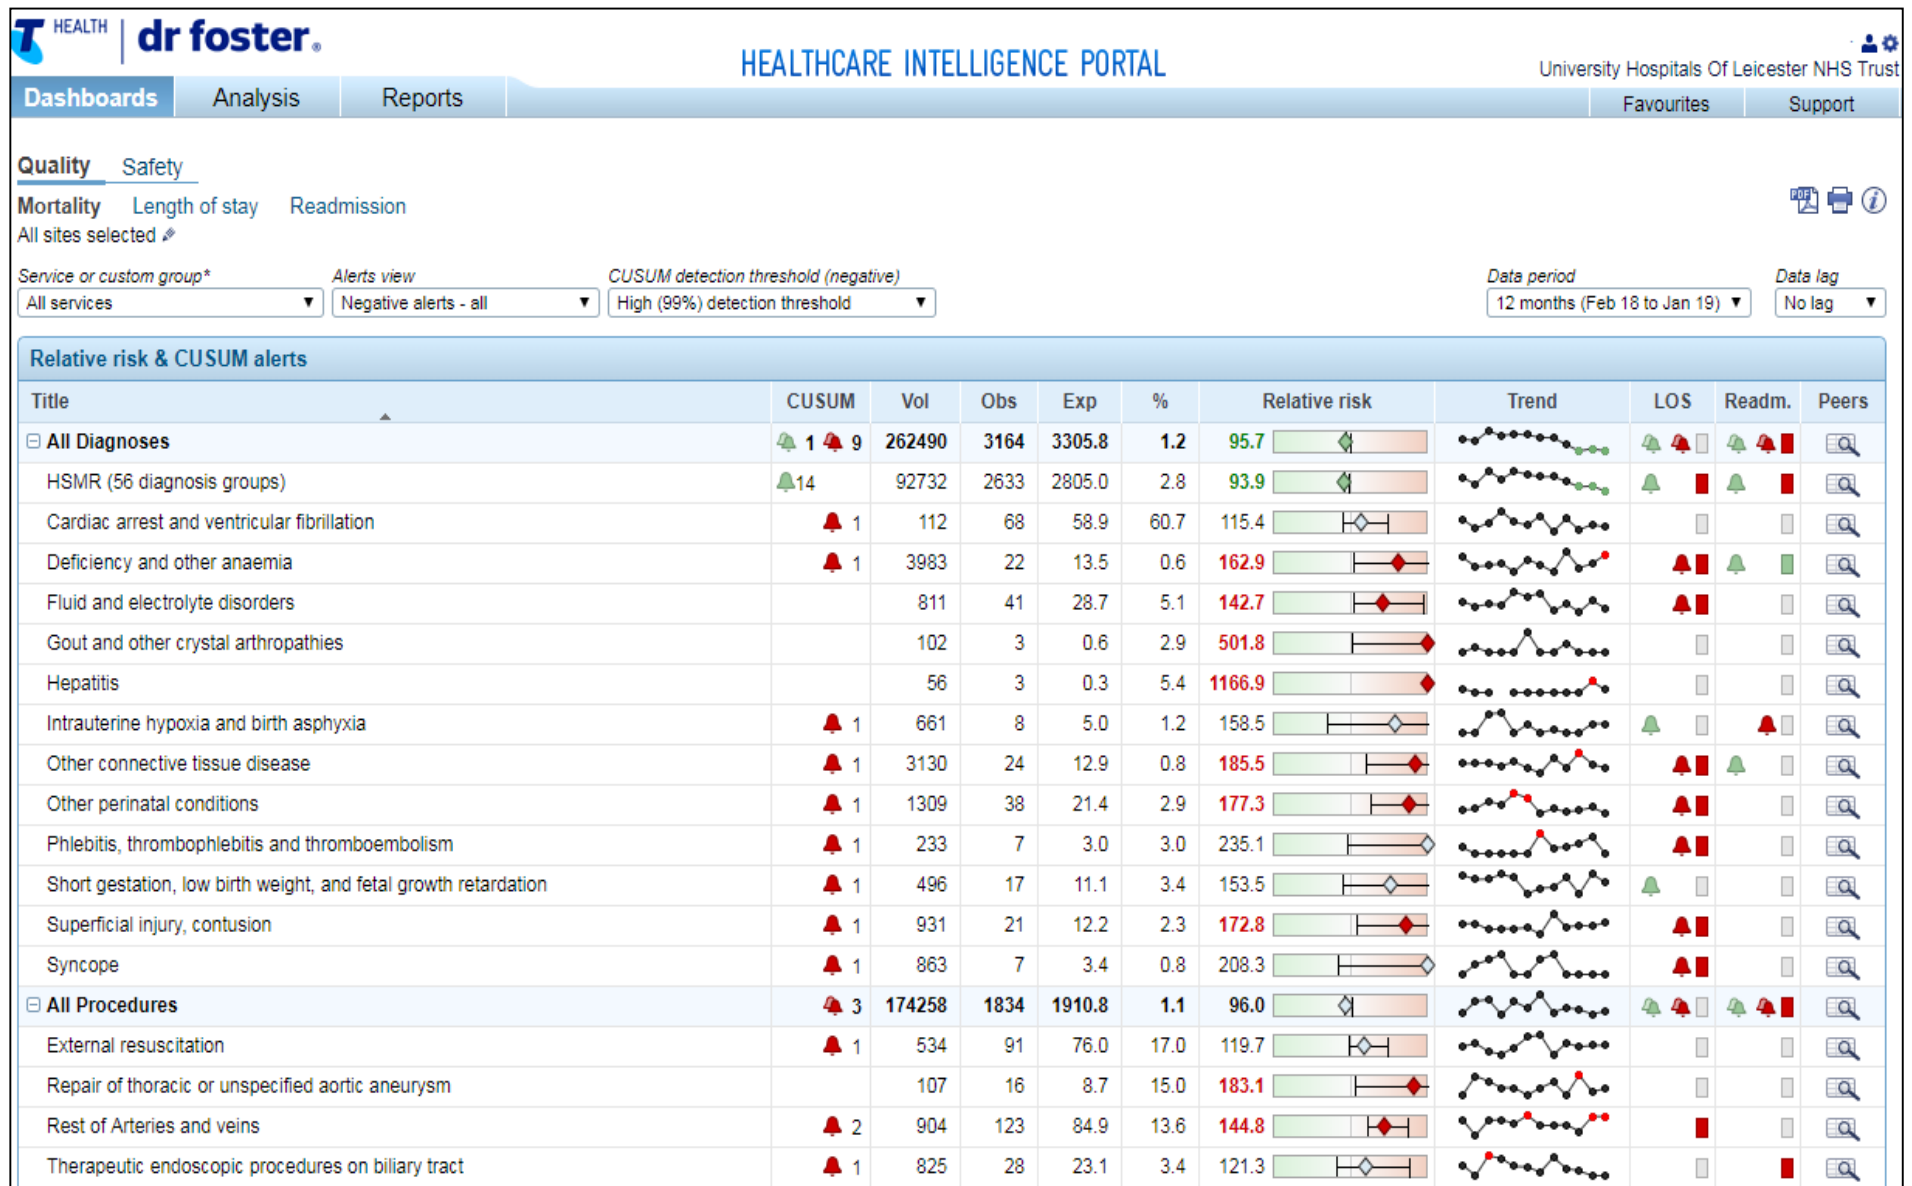 T HEALTH | dr foster®
HEALTHCARE INTELLIGENCE PORTAL
University Hospitals Of Leicester NHS Trust
Dashboards Analysis Reports Favourites Support
Quality Safety
Mortality Length of stay Readmission
All sites selected
Service or custom group* Alerts view CUSUM detection threshold (negative) Data period Data lag
All services Negative alerts - all High (99%) detection threshold 12 months (Feb 18 to Jan 19) No lag
Relative risk & CUSUM alerts
Title CUSUM Vol Obs Exp % Relative risk Trend LOS Readm. Peers
All Diagnoses 1 9 262490 3164 3305.8 1.2 95.7
HSMR (56 diagnosis groups) 14 92732 2633 2805.0 2.8 93.9
Cardiac arrest and ventricular fibrillation 1 112 68 58.9 60.7 115.4
Deficiency and other anaemia 1 3983 22 13.5 0.6 162.9
Fluid and electrolyte disorders 811 41 28.7 5.1 142.7
Gout and other crystal arthropathies 102 3 0.6 2.9 501.8
Hepatitis 56 3 0.3 5.4 1166.9
Intrauterine hypoxia and birth asphyxia 1 661 8 5.0 1.2 158.5
Other connective tissue disease 1 3130 24 12.9 0.8 185.5
Other perinatal conditions 1 1309 38 21.4 2.9 177.3
Phlebitis, thrombophlebitis and thromboembolism 1 233 7 3.0 3.0 235.1
Short gestation, low birth weight, and fetal growth retardation 1 496 17 11.1 3.4 153.5
Superficial injury, contusion 1 931 21 12.2 2.3 172.8
Syncope 1 863 7 3.4 0.8 208.3
All Procedures 3 174258 1834 1910.8 1.1 96.0
External resuscitation 1 534 91 76.0 17.0 119.7
Repair of thoracic or unspecified aortic aneurysm 107 16 8.7 15.0 183.1
Rest of Arteries and veins 2 904 123 84.9 13.6 144.8
Therapeutic endoscopic procedures on biliary tract 1 825 28 23.1 3.4 121.3